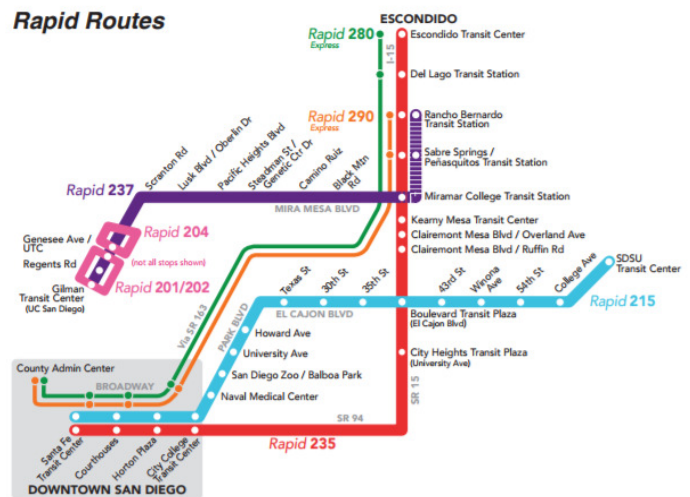 Rapid Routes
ESCONDIDO
Rapid 280
Express
Escondido Transit Center
I-15
Del Lago Transit Station
Rapid 290
Express
Rancho Bernardo
Transit Station
Sabre Springs /
Peñasquitos Transit Station
Scranton Rd
Lusk Blvd / Oberlin Dr
Pacific Heights Blvd
Steadman St /
Genetic Ctr Dr
Camino Ruiz
Black Mtn
Rd
Rapid 237
MIRA MESA BLVD
Miramar College Transit Station
Kearny Mesa Transit Center
Clairemont Mesa Blvd / Overland Ave
Clairemont Mesa Blvd / Ruffin Rd
Rapid 204
Genesee Ave /
UTC
Regents Rd
(not all stops shown)
Gilman
Transit Center
(UC San Diego)
Rapid 201/202
Via SR 163
SDSU
Transit Center
Texas St
30th St
35th St
43rd St
Winona
Ave
54th St
College Ave
Rapid 215
PARK BLVD
EL CAJON BLVD
Boulevard Transit Plaza
(El Cajon Blvd)
Howard Ave
University Ave
San Diego Zoo / Balboa Park
Naval Medical Center
City Heights Transit Plaza
(University Ave)
SR 15
County Admin Center
BROADWAY
SR 94
Rapid 235
Santa Fe
Transit Center
Courthouses
Horton Plaza
City College
Transit Center
DOWNTOWN SAN DIEGO